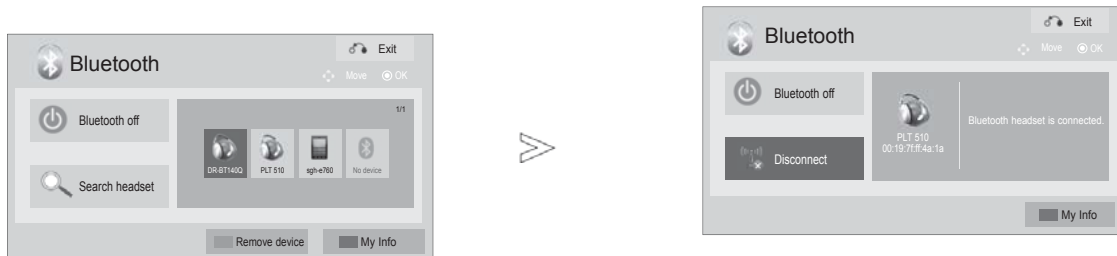 Bluetooth
Exit
Move OK
Bluetooth off
Search headset
1/1
DR-BT140Q PLT 510 sgh-e760 No device
Remove device My Info
Bluetooth
Exit
Move OK
Bluetooth off
Disconnect
PLT 510
00:19:7f:ff:4a:1a
Bluetooth headset is connected.
My Info